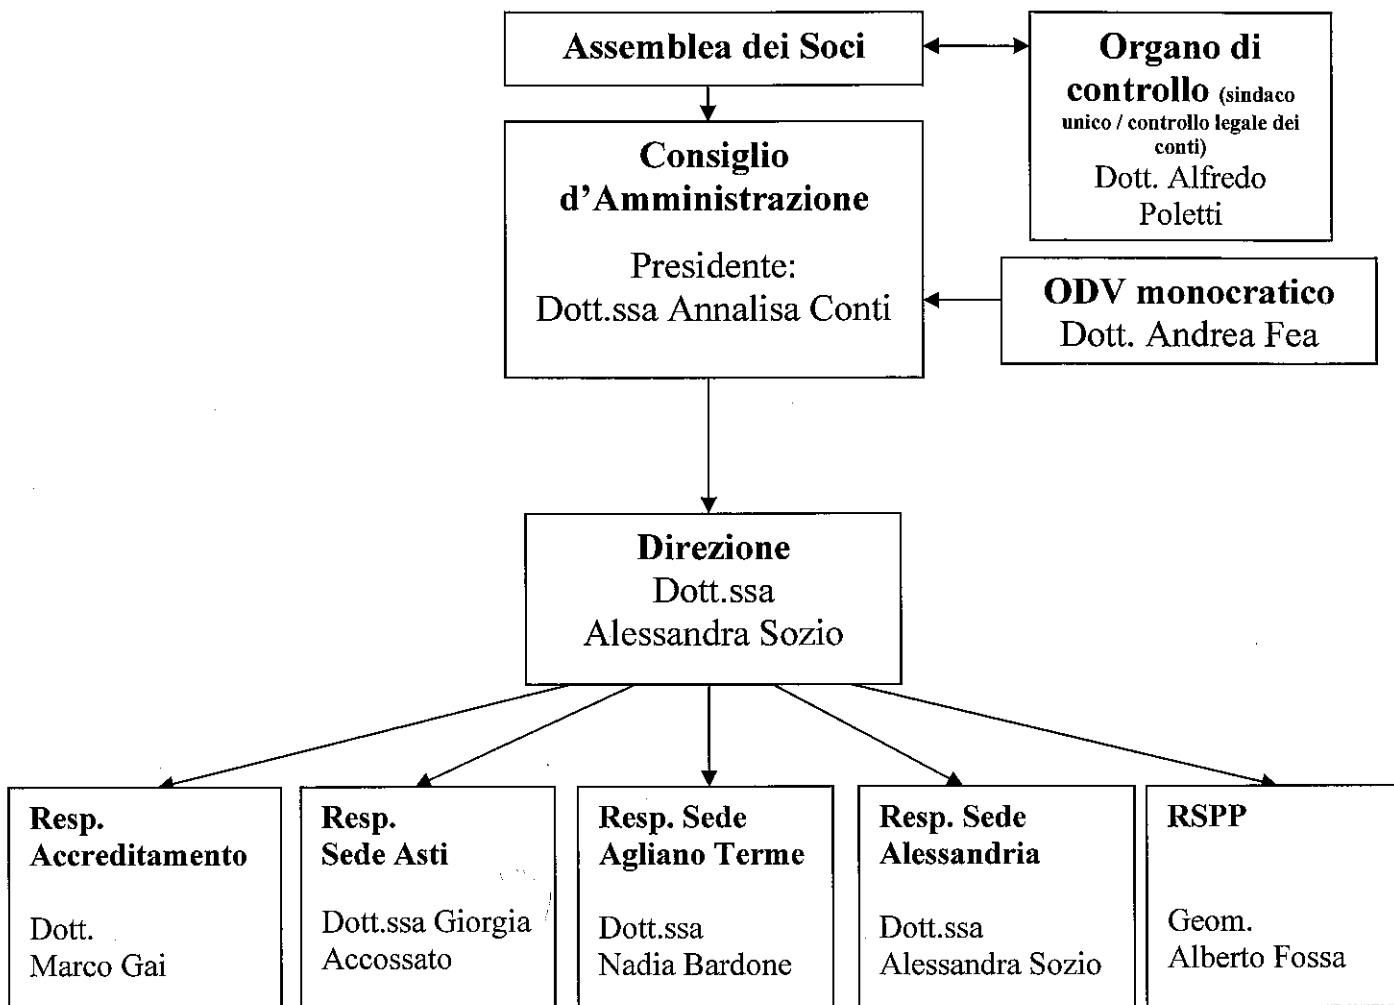 Assemblea dei Soci
Organo di
controllo (sindaco
unico / controllo legale dei
conti)
Dott. Alfredo
Poletti
Consiglio
d'Amministrazione
Presidente:
Dott.ssa Annalisa Conti
ODV monocratico
Dott. Andrea Fea
Direzione
Dott.ssa
Alessandra Sozio
Resp.
Accreditamento
Dott.
Marco Gai
Resp.
Sede Asti
Dott.ssa Giorgia
Accossato
Resp. Sede
Agliano Terme
Dott.ssa
Nadia Bardone
Resp. Sede
Alessandria
Dott.ssa
Alessandra Sozio
RSPP
Geom.
Alberto Fossa